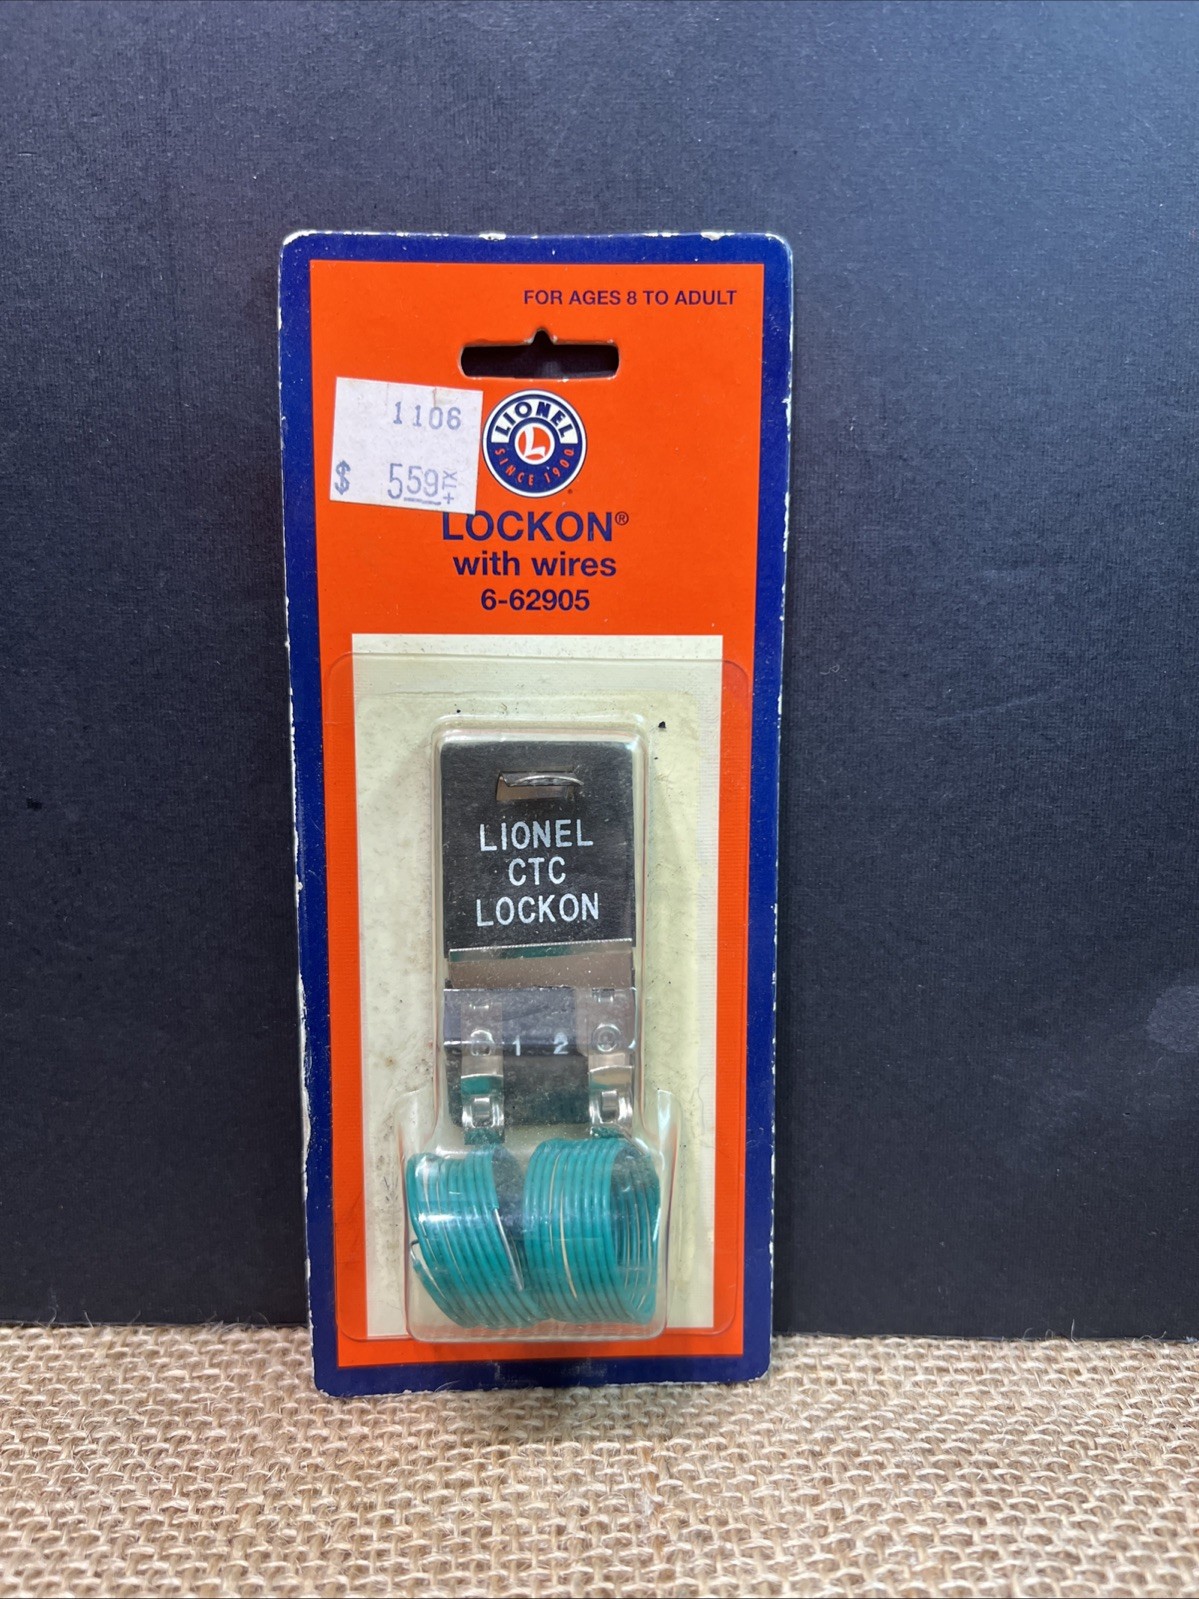 FOR AGES 8 TO ADULT
1106
$ 559 +TX
LIONEL
L
SINCE 1900
LOCKON®
with wires
6-62905
LIONEL
CTC
LOCKON
1 2